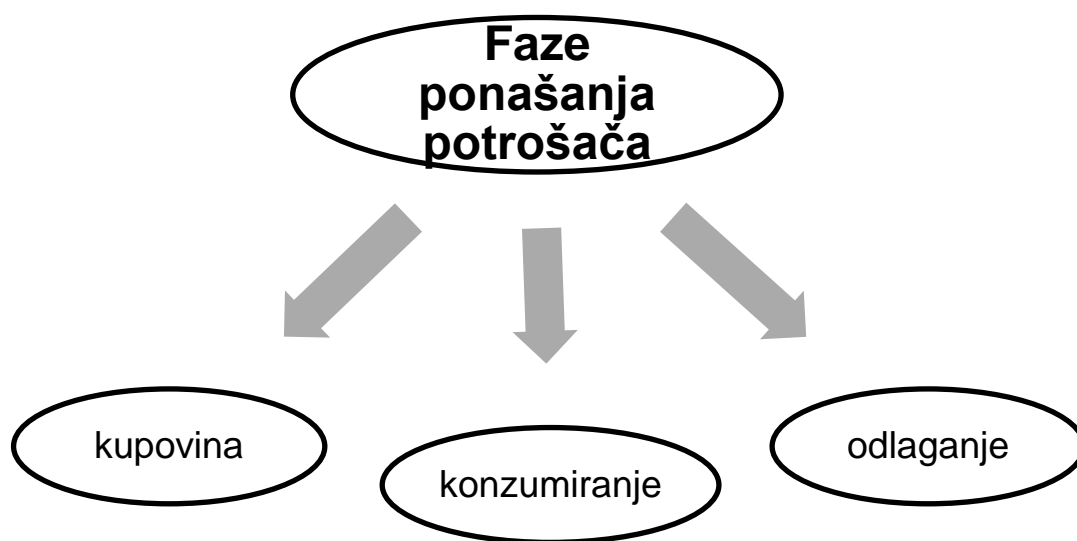 Faze
ponašanja
potrošača
kupovina
konzumiranje
odlaganje